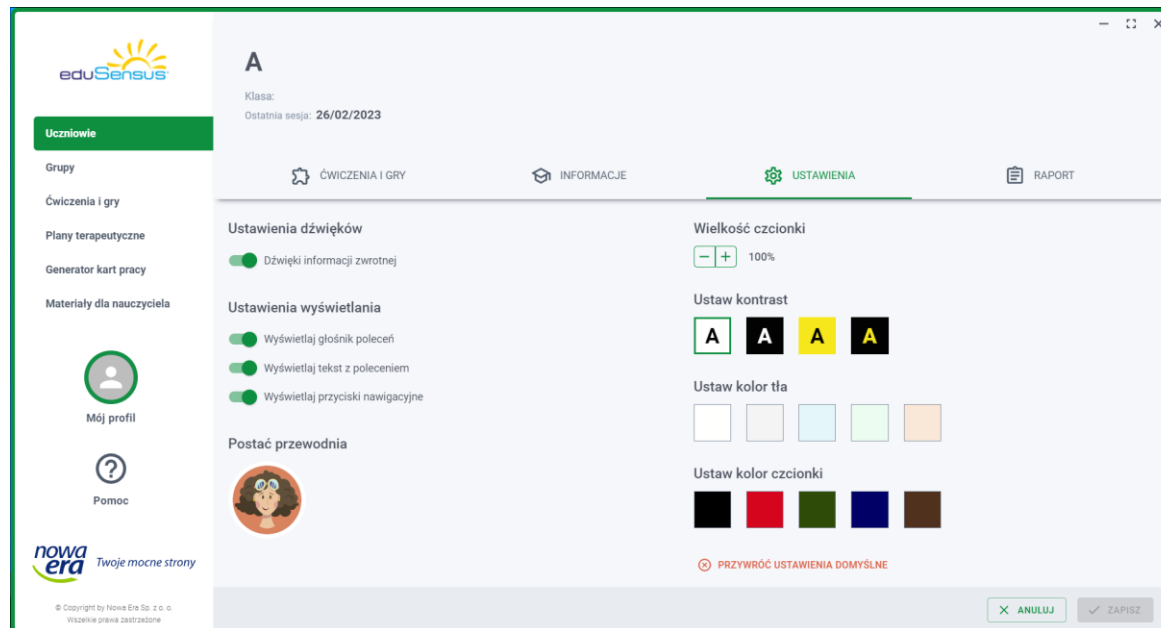 eduSensus
Uczniowie
Grupy
Ćwiczenia i gry
Plany terapeutyczne
Generator kart pracy
Materiały dla nauczyciela
Mój profil
Pomoc
nowa era Twoje mocne strony
© Copyright by Nowa Era Sp. z o. o.
Wszelkie prawa zastrzeżone
A
Klasa:
Ostatnia sesja: 26/02/2023
ĆWICZENIA I GRY INFORMACJE USTAWIENIA RAPORT
Ustawienia dźwięków
Dźwięki informacji zwrotnej
Ustawienia wyświetlania
Wyświetlaj głośnik poleceń
Wyświetlaj tekst z poleceniem
Wyświetlaj przyciski nawigacyjne
Postać przewodnia
Wielkość czcionki
100%
Ustaw kontrast
A A A A
Ustaw kolor tła
Ustaw kolor czcionki
PRZYWRÓĆ USTAWIENIA DOMYŚLNE
ANULUJ ZAPISZ